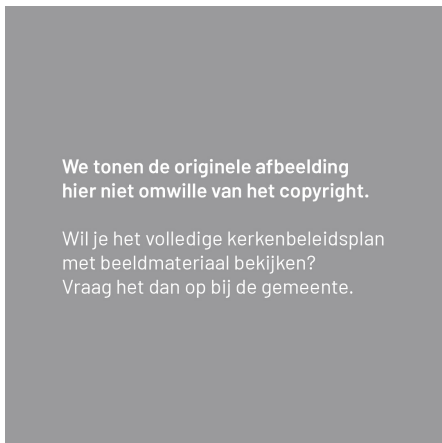 We tonen de originele afbeelding
hier niet omwille van het copyright.
Wil je het volledige kerkenbeleidsplan
met beeldmateriaal bekijken?
Vraag het dan op bij de gemeente.